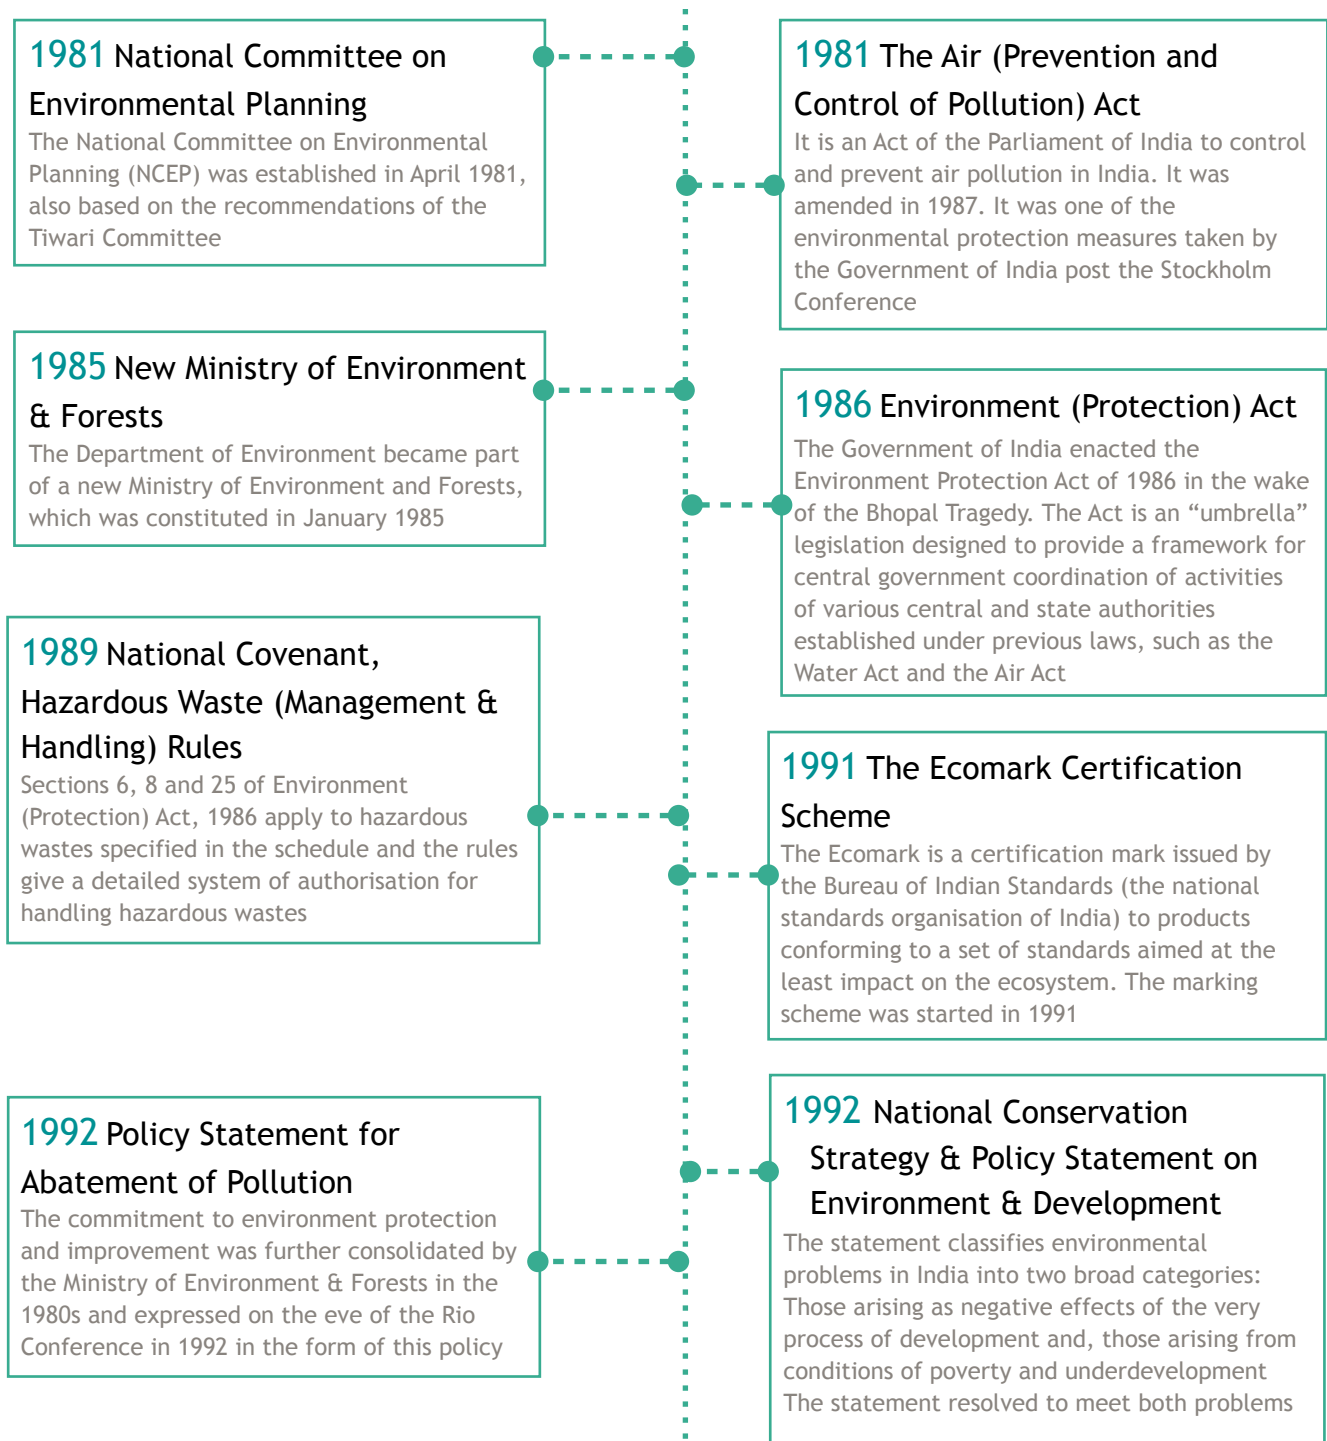 1981 National Committee on
Environmental Planning
The National Committee on Environmental
Planning (NCEP) was established in April 1981,
also based on the recommendations of the
Tiwari Committee
1981 The Air (Prevention and
Control of Pollution) Act
It is an Act of the Parliament of India to control
and prevent air pollution in India. It was
amended in 1987. It was one of the
environmental protection measures taken by
the Government of India post the Stockholm
Conference
1985 New Ministry of Environment
& Forests
The Department of Environment became part
of a new Ministry of Environment and Forests,
which was constituted in January 1985
1986 Environment (Protection) Act
The Government of India enacted the
Environment Protection Act of 1986 in the wake
of the Bhopal Tragedy. The Act is an “umbrella”
legislation designed to provide a framework for
central government coordination of activities
of various central and state authorities
established under previous laws, such as the
Water Act and the Air Act
1989 National Covenant,
Hazardous Waste (Management &
Handling) Rules
Sections 6, 8 and 25 of Environment
(Protection) Act, 1986 apply to hazardous
wastes specified in the schedule and the rules
give a detailed system of authorisation for
handling hazardous wastes
1991 The Ecomark Certification
Scheme
The Ecomark is a certification mark issued by
the Bureau of Indian Standards (the national
standards organisation of India) to products
conforming to a set of standards aimed at the
least impact on the ecosystem. The marking
scheme was started in 1991
1992 Policy Statement for
Abatement of Pollution
The commitment to environment protection
and improvement was further consolidated by
the Ministry of Environment & Forests in the
1980s and expressed on the eve of the Rio
Conference in 1992 in the form of this policy
1992 National Conservation
Strategy & Policy Statement on
Environment & Development
The statement classifies environmental
problems in India into two broad categories:
Those arising as negative effects of the very
process of development and, those arising from
conditions of poverty and underdevelopment
The statement resolved to meet both problems